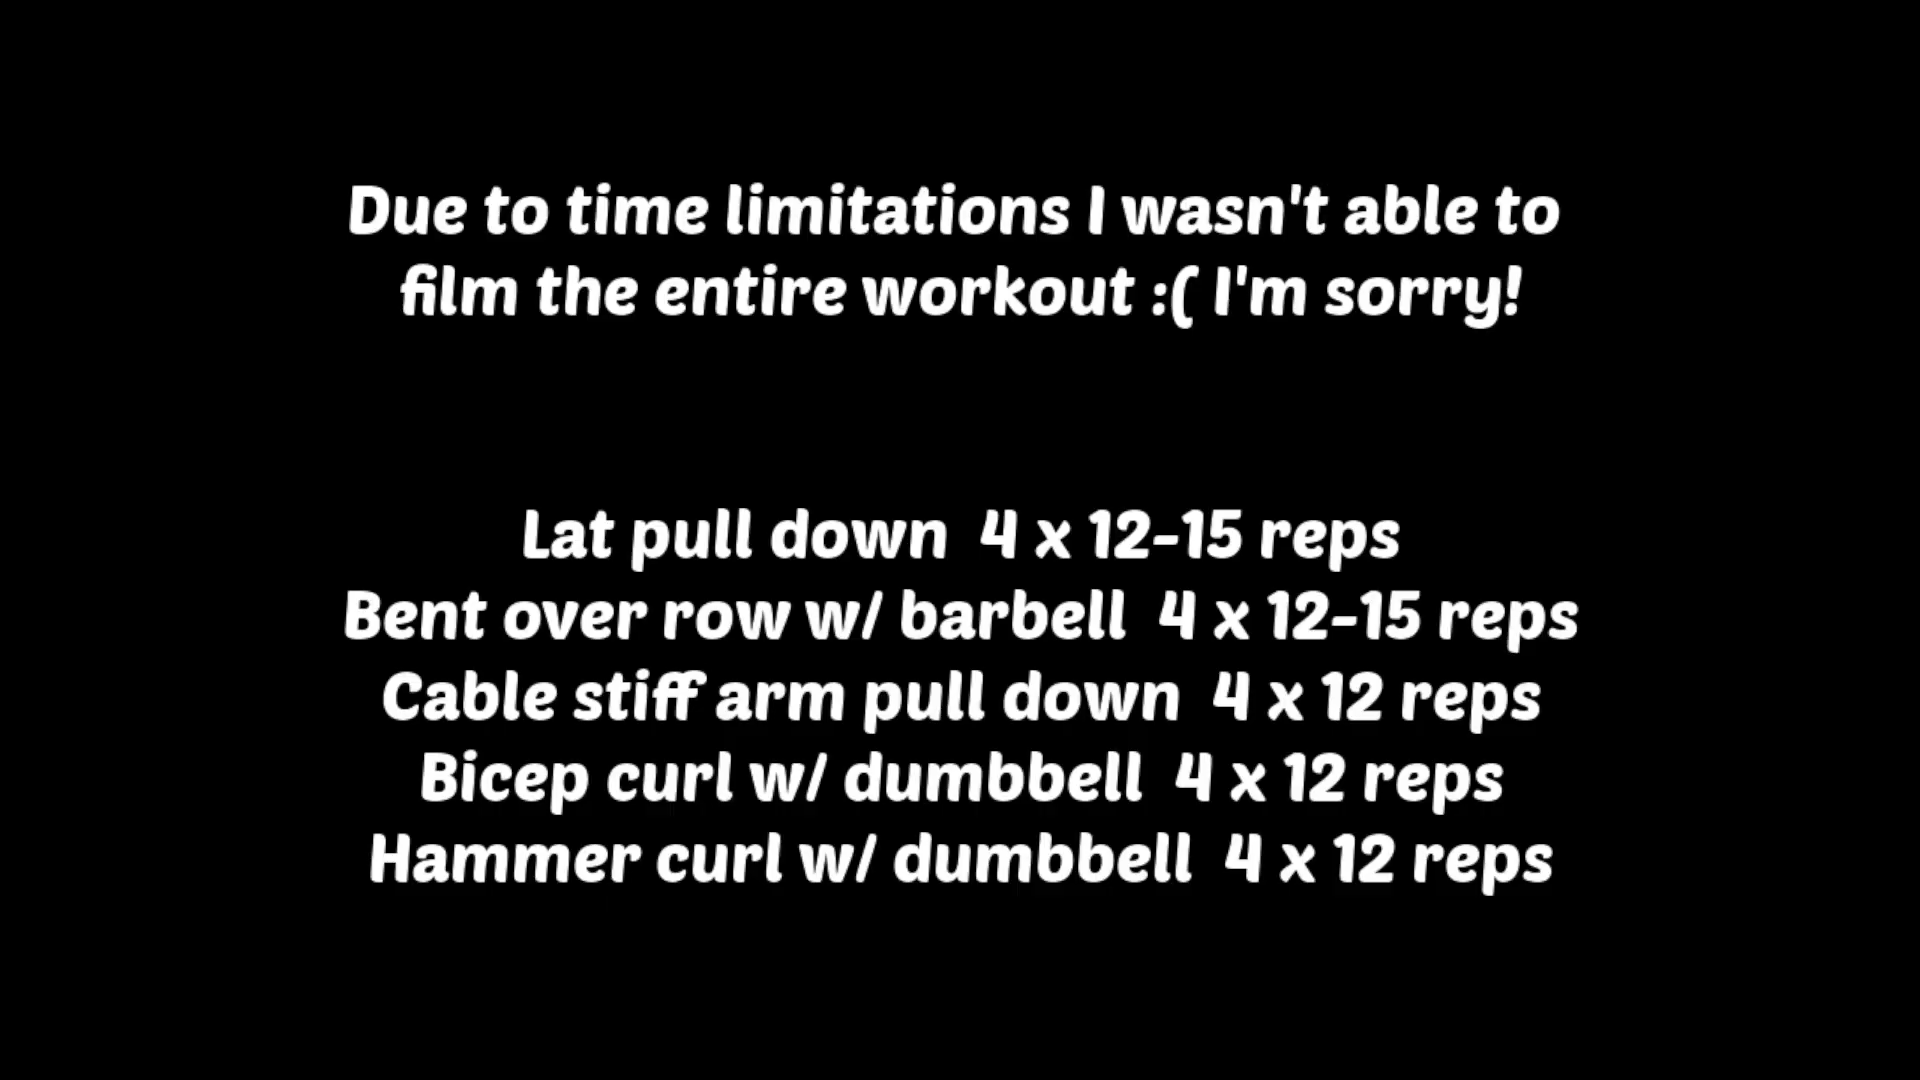 Due to time limitations I wasn't able to
film the entire workout :( I'm sorry!
Lat pull down  4 x 12-15 reps
Bent over row w/ barbell  4 x 12-15 reps
Cable stiff arm pull down  4 x 12 reps
Bicep curl w/ dumbbell  4 x 12 reps
Hammer curl w/ dumbbell  4 x 12 reps